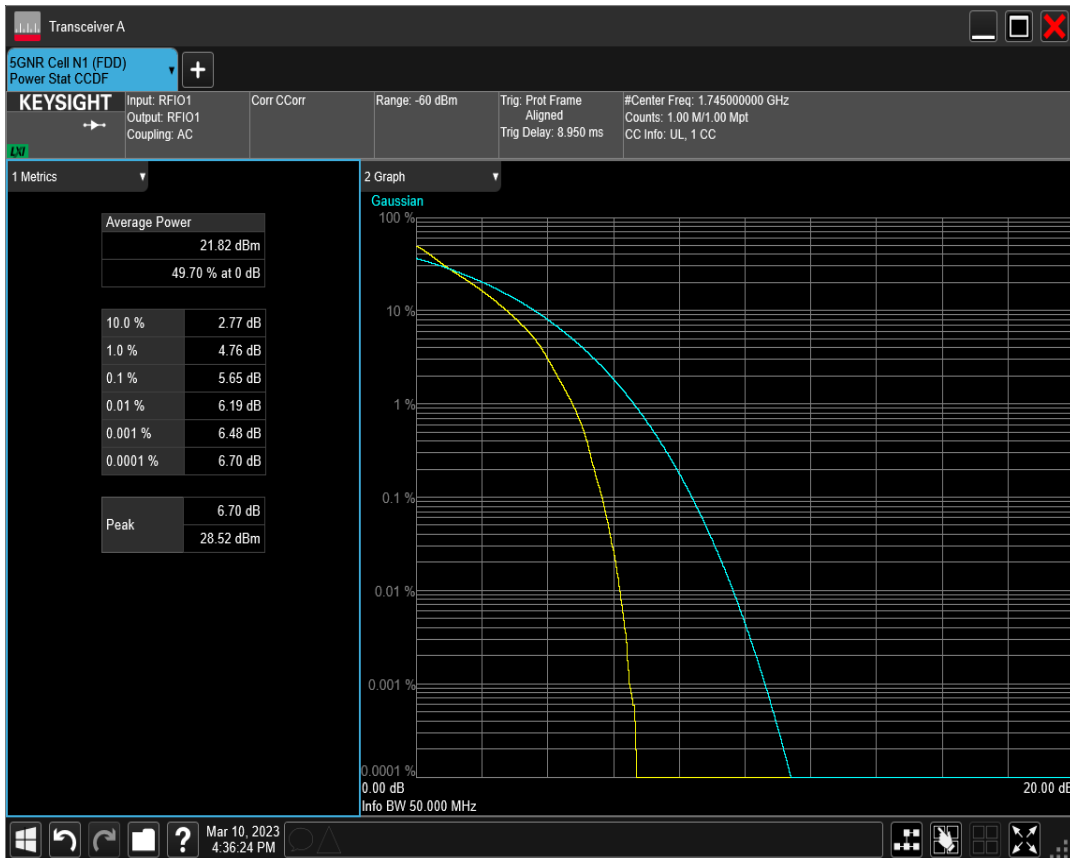 Transceiver A
5GNR Cell N1 (FDD)
Power Stat CCDF
+
KEYSIGHT
LXI
Input: RFIO1
Output: RFIO1
Coupling: AC
Corr CCorr
Range: -60 dBm
Trig: Prot Frame
Aligned
Trig Delay: 8.950 ms
#Center Freq: 1.745000000 GHz
Counts: 1.00 M/1.00 Mpt
CC Info: UL, 1 CC
1 Metrics
Average Power
21.82 dBm
49.70 % at 0 dB
10.0 % 2.77 dB
1.0 % 4.76 dB
0.1 % 5.65 dB
0.01 % 6.19 dB
0.001 % 6.48 dB
0.0001 % 6.70 dB
Peak
6.70 dB
28.52 dBm
2 Graph
Gaussian
100 %
10 %
1 %
0.1 %
0.01 %
0.001 %
0.0001 %
0.00 dB 20.00 dB
Info BW 50.000 MHz
?
Mar 10, 2023
4:36:24 PM